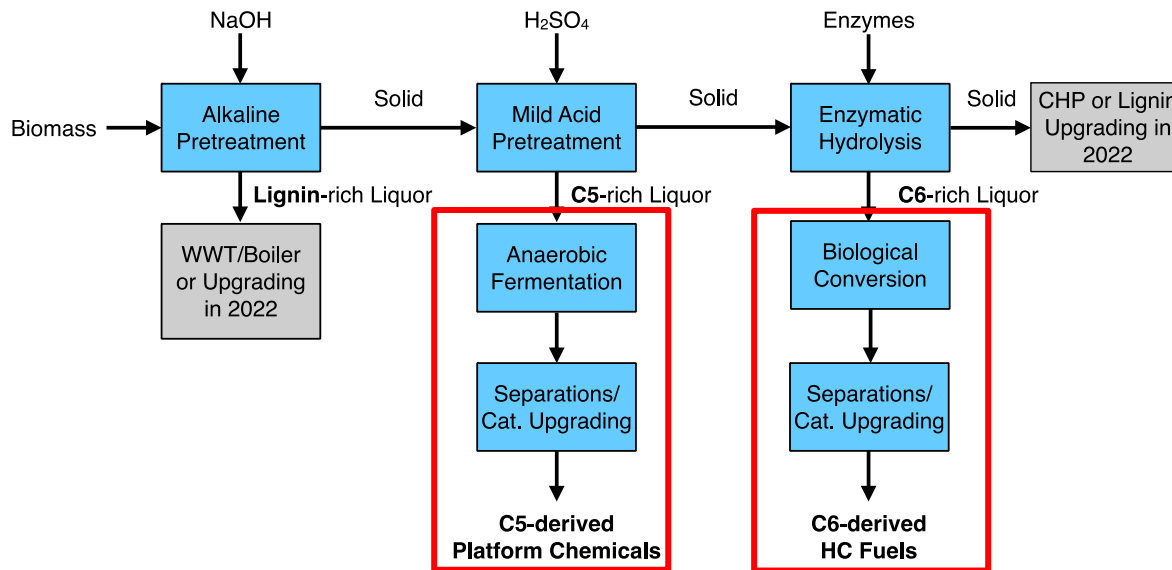 NaOH
H₂SO₄
Enzymes
Biomass
Alkaline
Pretreatment
Solid
Mild Acid
Pretreatment
Solid
Enzymatic
Hydrolysis
Solid
CHP or Lignin
Upgrading in
2022
Lignin-rich Liquor
C5-rich Liquor
C6-rich Liquor
WWT/Boiler
or Upgrading
in 2022
Anaerobic
Fermentation
Biological
Conversion
Separations/
Cat. Upgrading
Separations/
Cat. Upgrading
C5-derived
Platform Chemicals
C6-derived
HC Fuels